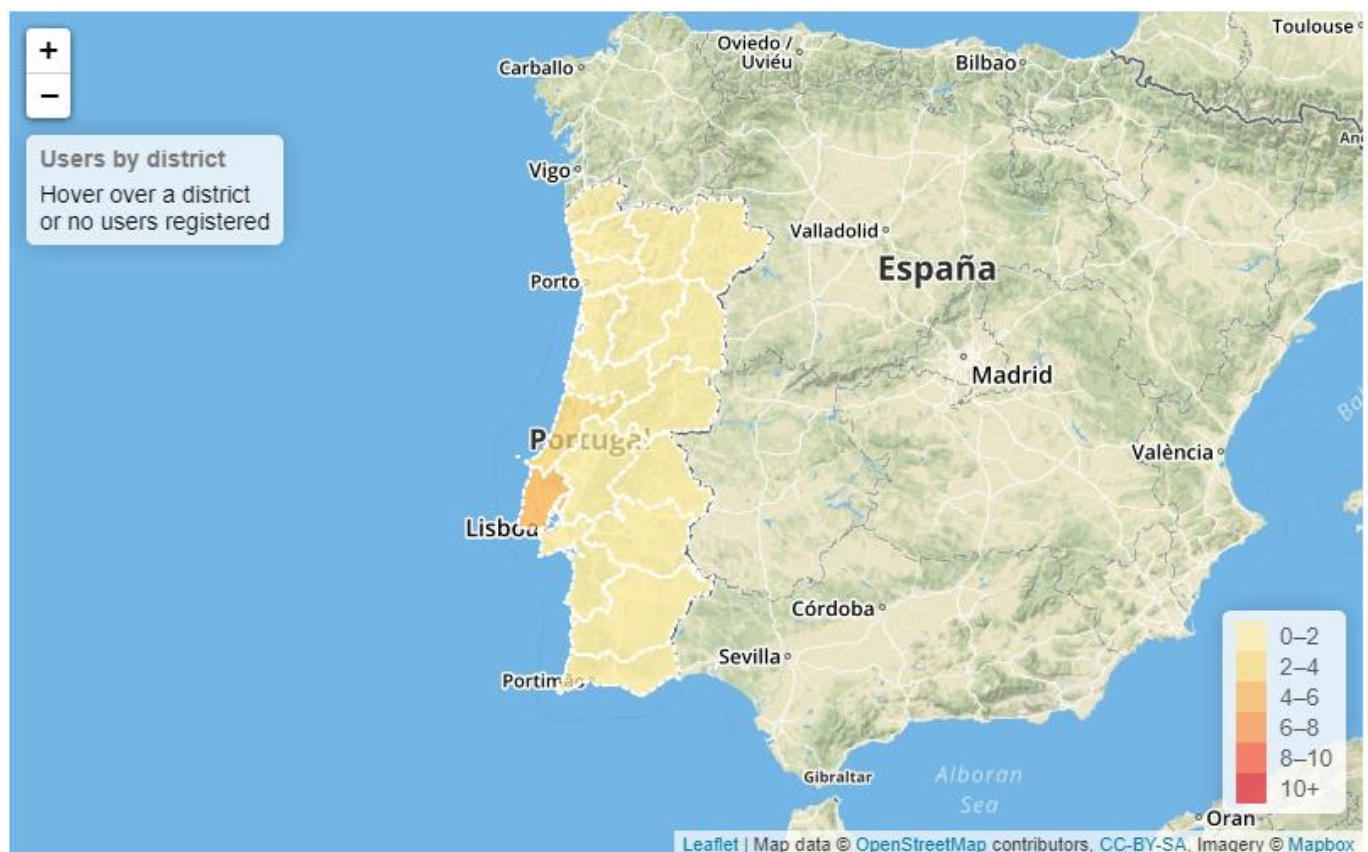 +
−
Users by district
Hover over a district
or no users registered
Toulouse
Oviedo /
Uviéu
Bilbao
Carballo
Vigo
Valladolid
España
Porto
Madrid
Portugal
València
Lisboa
Córdoba
Sevilla
Portimão
Gibraltar
Alboran
Sea
Oran
0–2
2–4
4–6
6–8
8–10
10+
Leaflet | Map data © OpenStreetMap contributors, CC-BY-SA, Imagery © Mapbox